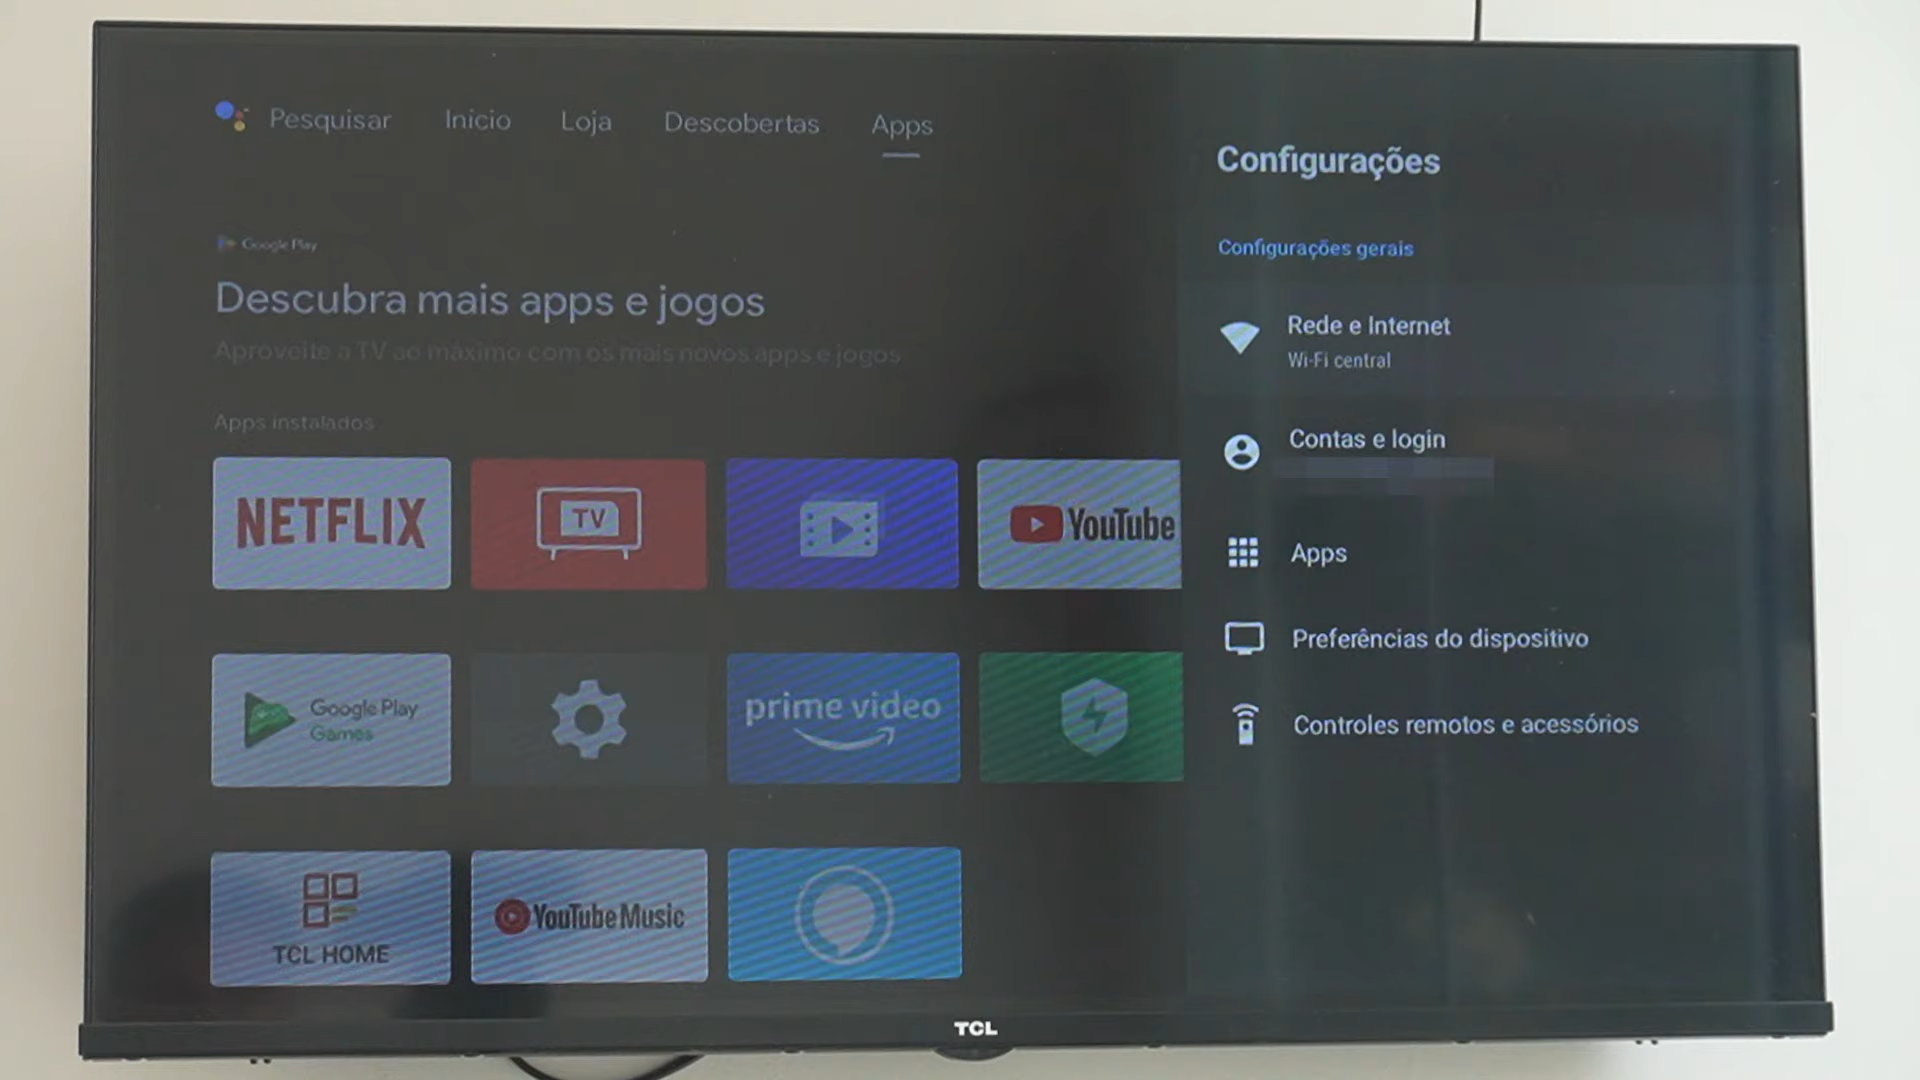 Pesquisar Início Loja Descobertas Apps
Google Play
Descubra mais apps e jogos
Aproveite a TV ao máximo com os mais novos apps e jogos
Apps instalados
NETFLIX
TV
YouTube
Google Play
Games
prime video
TCL HOME
YouTube Music
Configurações
Configurações gerais
Rede e Internet
Wi-Fi central
Contas e login
Apps
Preferências do dispositivo
Controles remotos e acessórios
TCL